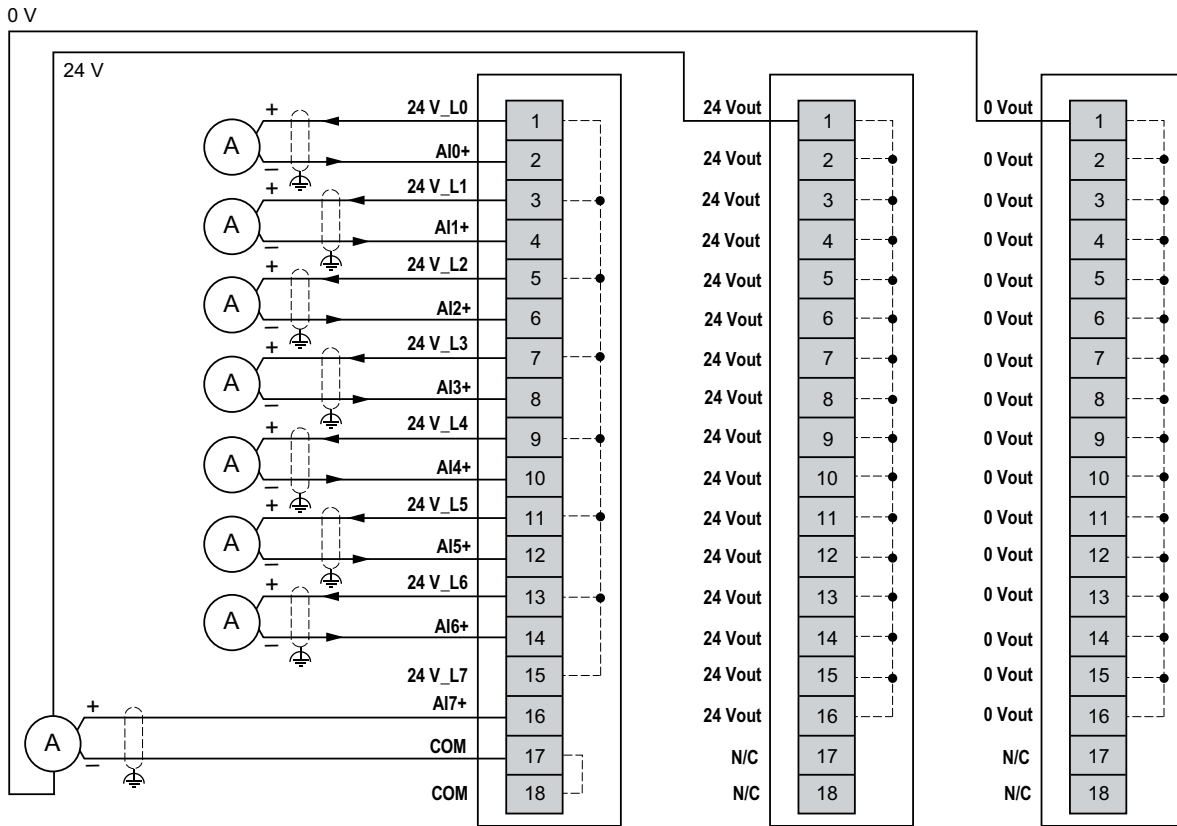 0 V
24 V
+ 24 V_L0 1
A
− AI0+ 2
+ 24 V_L1 3
A
− AI1+ 4
+ 24 V_L2 5
A
− AI2+ 6
+ 24 V_L3 7
A
− AI3+ 8
+ 24 V_L4 9
A
− AI4+ 10
+ 24 V_L5 11
A
− AI5+ 12
+ 24 V_L6 13
A
− AI6+ 14
24 V_L7 15
+ AI7+ 16
A
− COM 17
COM 18
24 Vout 1
24 Vout 2
24 Vout 3
24 Vout 4
24 Vout 5
24 Vout 6
24 Vout 7
24 Vout 8
24 Vout 9
24 Vout 10
24 Vout 11
24 Vout 12
24 Vout 13
24 Vout 14
24 Vout 15
24 Vout 16
N/C 17
N/C 18
0 Vout 1
0 Vout 2
0 Vout 3
0 Vout 4
0 Vout 5
0 Vout 6
0 Vout 7
0 Vout 8
0 Vout 9
0 Vout 10
0 Vout 11
0 Vout 12
0 Vout 13
0 Vout 14
0 Vout 15
0 Vout 16
N/C 17
N/C 18